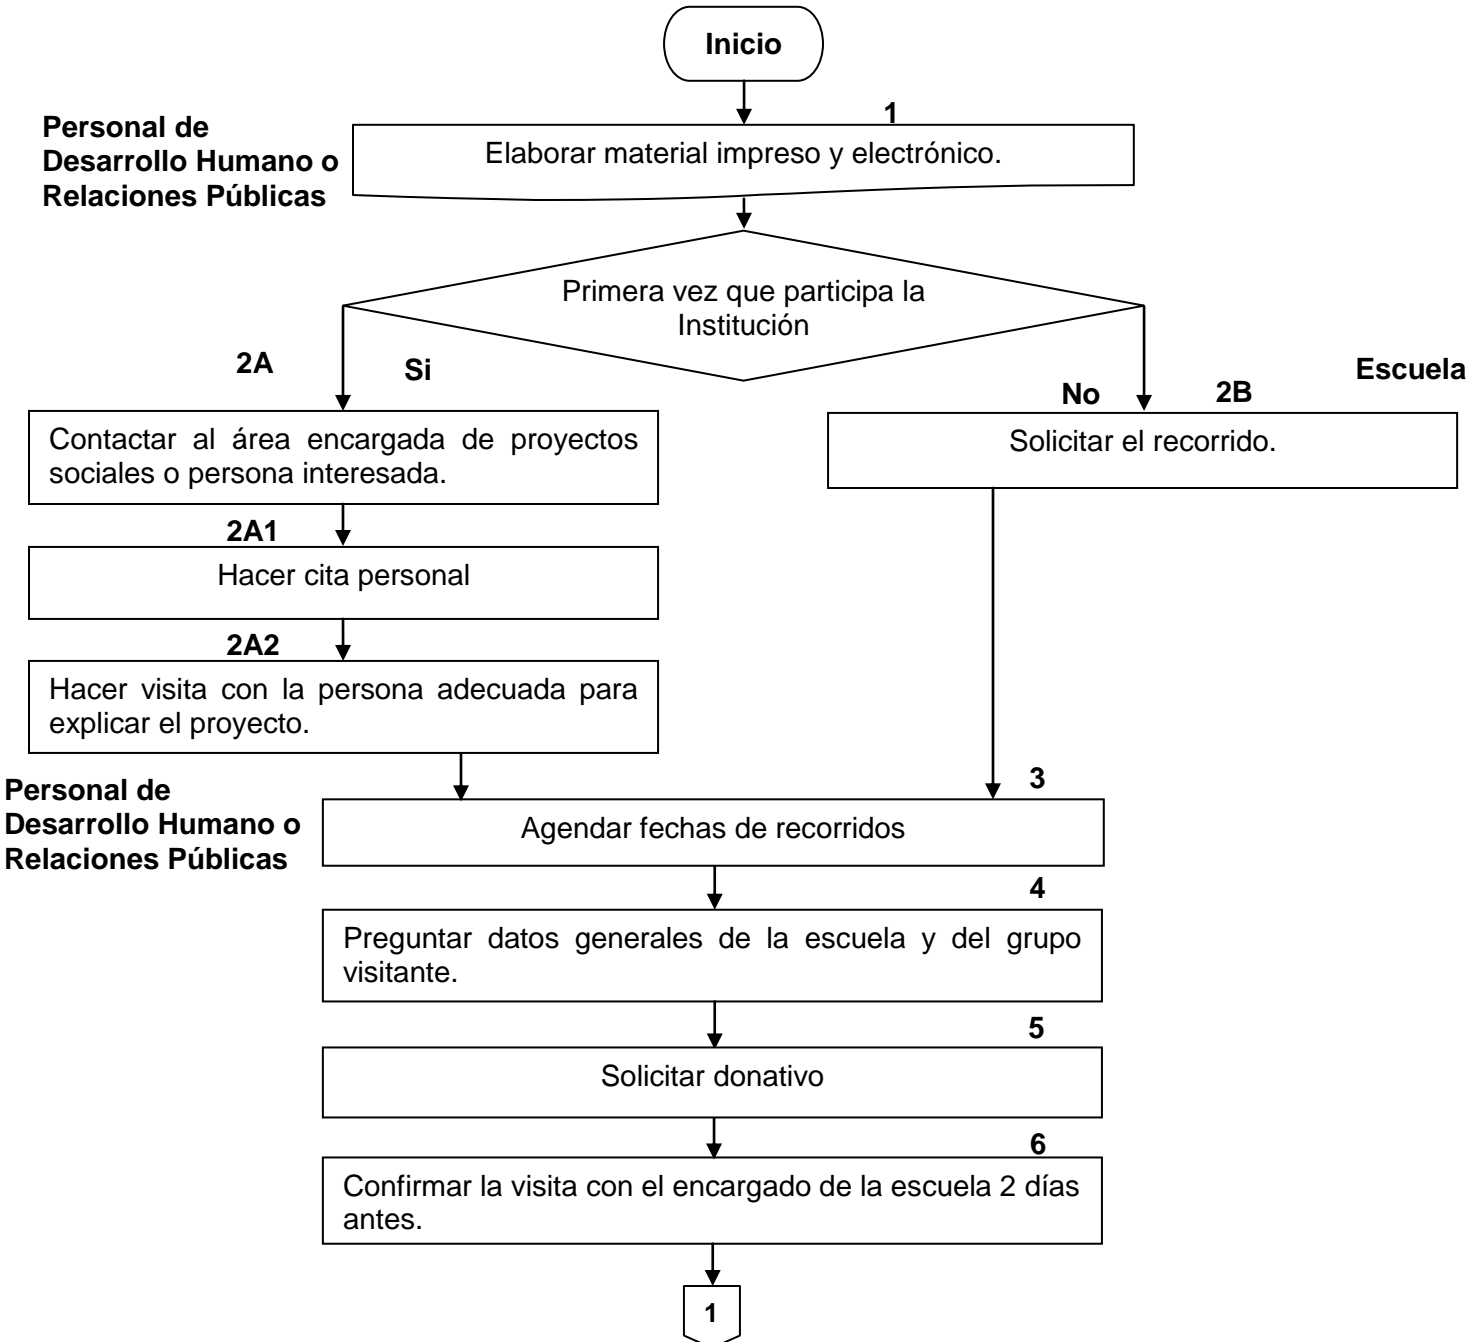 Inicio
1
Personal de
Desarrollo Humano o
Relaciones Públicas
Elaborar material impreso y electrónico.
Primera vez que participa la
Institución
2A
Si
Escuela
No
2B
Contactar al área encargada de proyectos
sociales o persona interesada.
Solicitar el recorrido.
2A1
Hacer cita personal
2A2
Hacer visita con la persona adecuada para
explicar el proyecto.
Personal de
Desarrollo Humano o
Relaciones Públicas
3
Agendar fechas de recorridos
4
Preguntar datos generales de la escuela y del grupo
visitante.
5
Solicitar donativo
6
Confirmar la visita con el encargado de la escuela 2 días
antes.
1